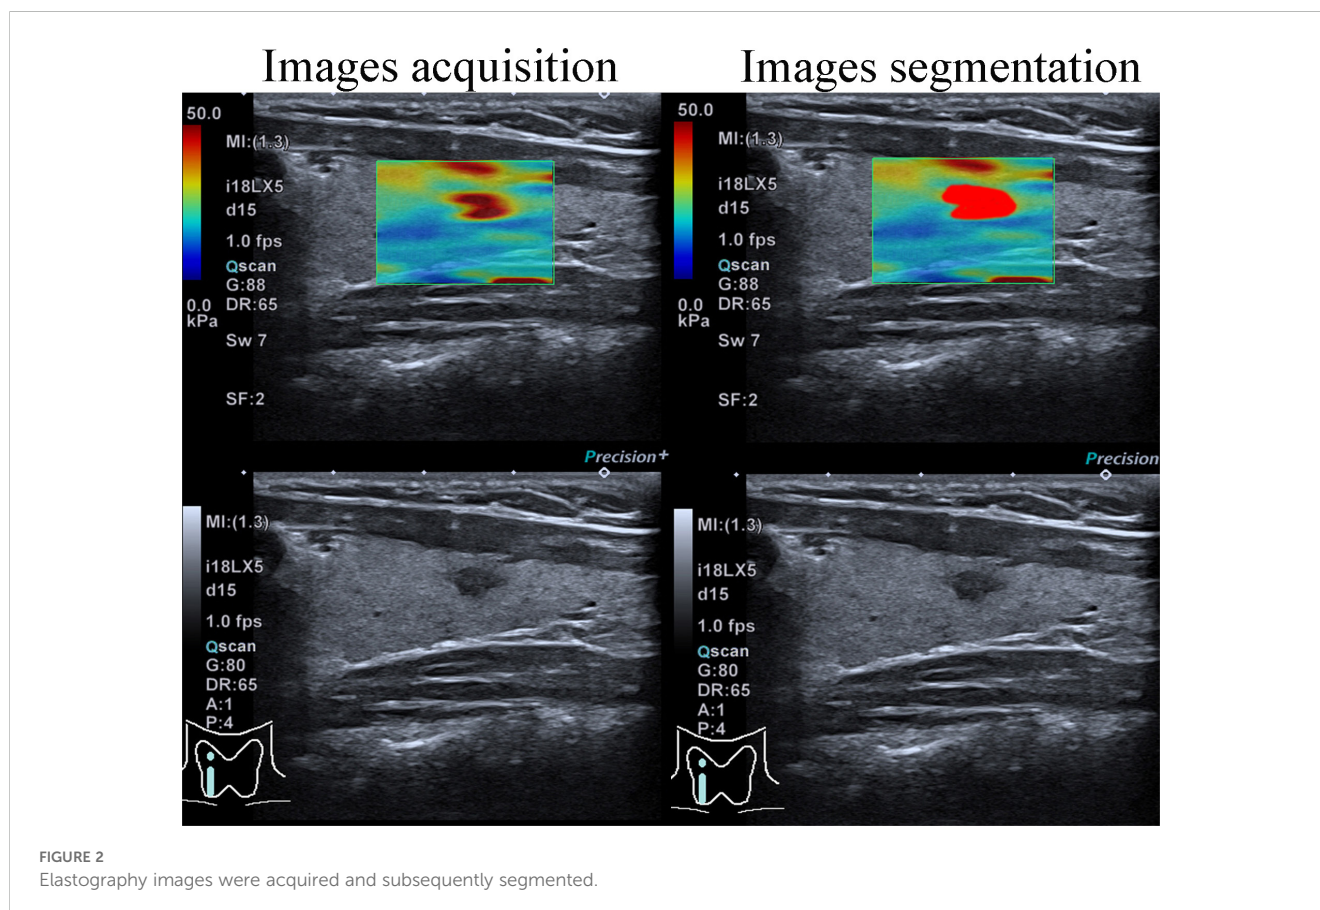 Images acquisition
Images segmentation
50.0
MI:(1.3)
i18LX5
d15
1.0 fps
Qscan
G:88
DR:65
0.0
kPa
Sw 7
SF:2
50.0
MI:(1.3)
i18LX5
d15
1.0 fps
Qscan
G:88
DR:65
0.0
kPa
Sw 7
SF:2
Precision+
MI:(1.3)
i18LX5
d15
1.0 fps
Qscan
G:80
DR:65
A:1
P:4
Precision
MI:(1.3)
i18LX5
d15
1.0 fps
Qscan
G:80
DR:65
A:1
P:4
FIGURE 2
Elastography images were acquired and subsequently segmented.